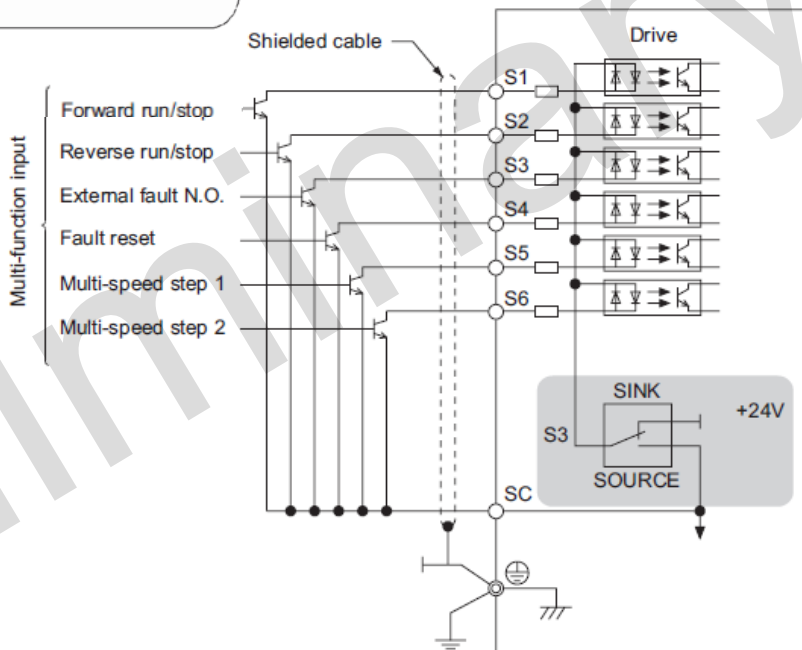 liminary
Shielded cable
Drive
Multi-function input
Forward run/stop
Reverse run/stop
External fault N.O.
Fault reset
Multi-speed step 1
Multi-speed step 2
S1
S2
S3
S4
S5
S6
SINK
+24V
S3
SOURCE
SC